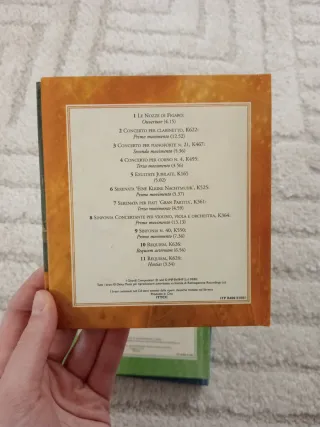 1 LE NOZZE DI FIGARO:
Ouverture (4.15)
2 CONCERTO PER CLARINETTO, K622:
Primo movimento (12.52)
3 CONCERTO PER PIANOFORTE N. 21, K467:
Secondo movimento (5.36)
4 CONCERTO PER CORNO N. 4, K495:
Terzo movimento (3.36)
5 EXSULTATE JUBILATE, K165
(5.02)
6 SERENATA 'EINE KLEINE NACHTMUSIK', K525:
Primo movimento (5.37)
7 SERENATA PER FIATI, 'GRAN PARTITA', K361:
Terzo movimento (4.59)
8 SINFONIA CONCERTANTE PER VIOLINO, VIOLA E ORCHESTRA, K364:
Primo movimento (13.13)
9 SINFONIA N. 40, K550:
Primo movimento (7.36)
10 REQUIEM, K626:
Requiem aeternam (4.56)
11 REQUIEM, K626:
Hostias (3.54)